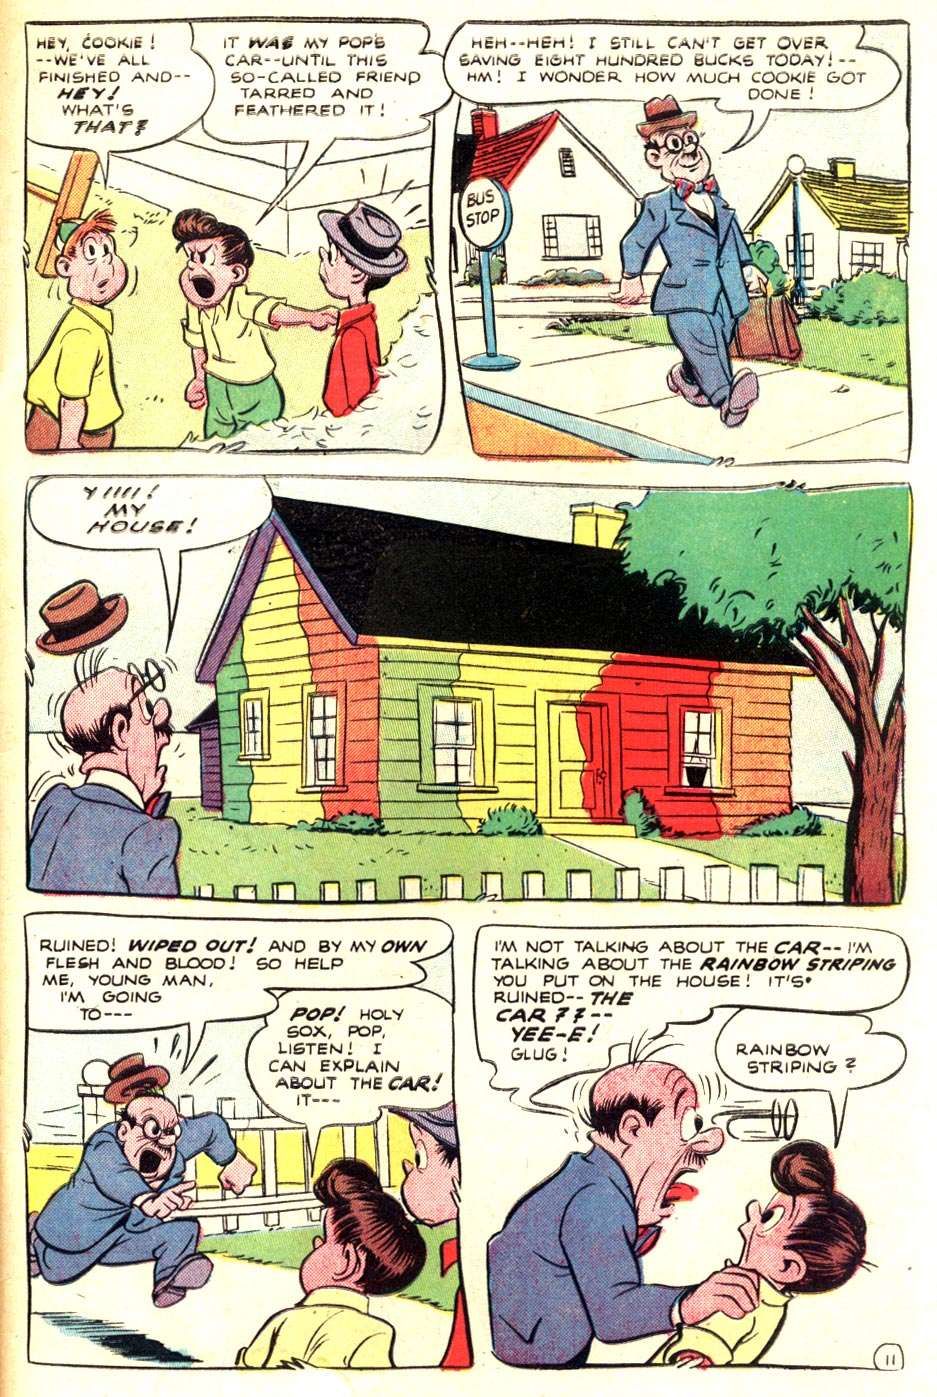 HEY, COOKIE!
--WE'VE ALL
FINISHED AND--
HEY!
WHAT'S
THAT?
IT WAS MY POP'S
CAR--UNTIL THIS
SO-CALLED FRIEND
TARRED AND
FEATHERED IT!
HEH--HEH! I STILL CAN'T GET OVER
SAVING EIGHT HUNDRED BUCKS TODAY!--
HM! I WONDER HOW MUCH COOKIE GOT
DONE!
BUS
STOP
YIIII!
MY
HOUSE!
RUINED! WIPED OUT! AND BY MY OWN
FLESH AND BLOOD! SO HELP
ME, YOUNG MAN,
I'M GOING
TO---
POP! HOLY
SOX, POP,
LISTEN! I
CAN EXPLAIN
ABOUT THE CAR!
IT---
I'M NOT TALKING ABOUT THE CAR--I'M
TALKING ABOUT THE RAINBOW STRIPING
YOU PUT ON THE HOUSE! IT'S
RUINED--THE
CAR??--
YEE-E!
GLUG!
RAINBOW
STRIPING?
11